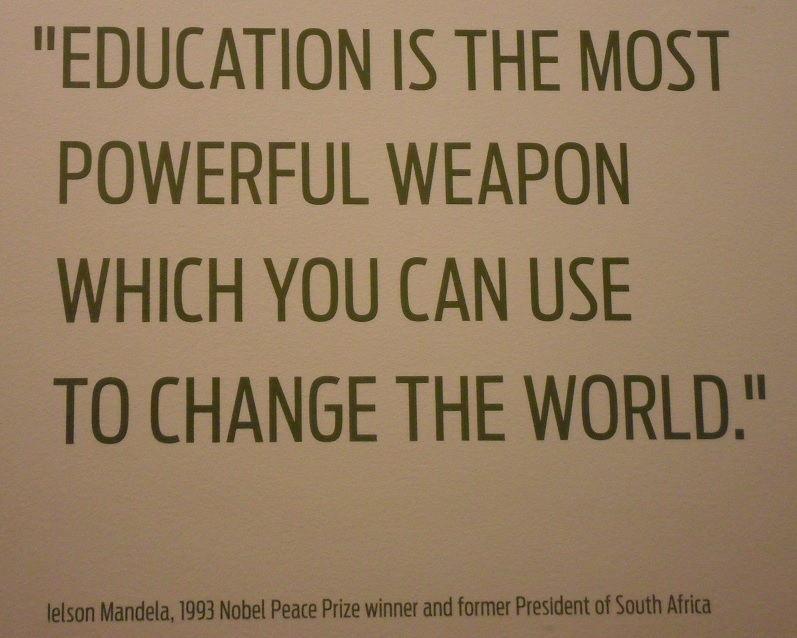 "EDUCATION IS THE MOST
POWERFUL WEAPON
WHICH YOU CAN USE
TO CHANGE THE WORLD."
lelson Mandela, 1993 Nobel Peace Prize winner and former President of South Africa